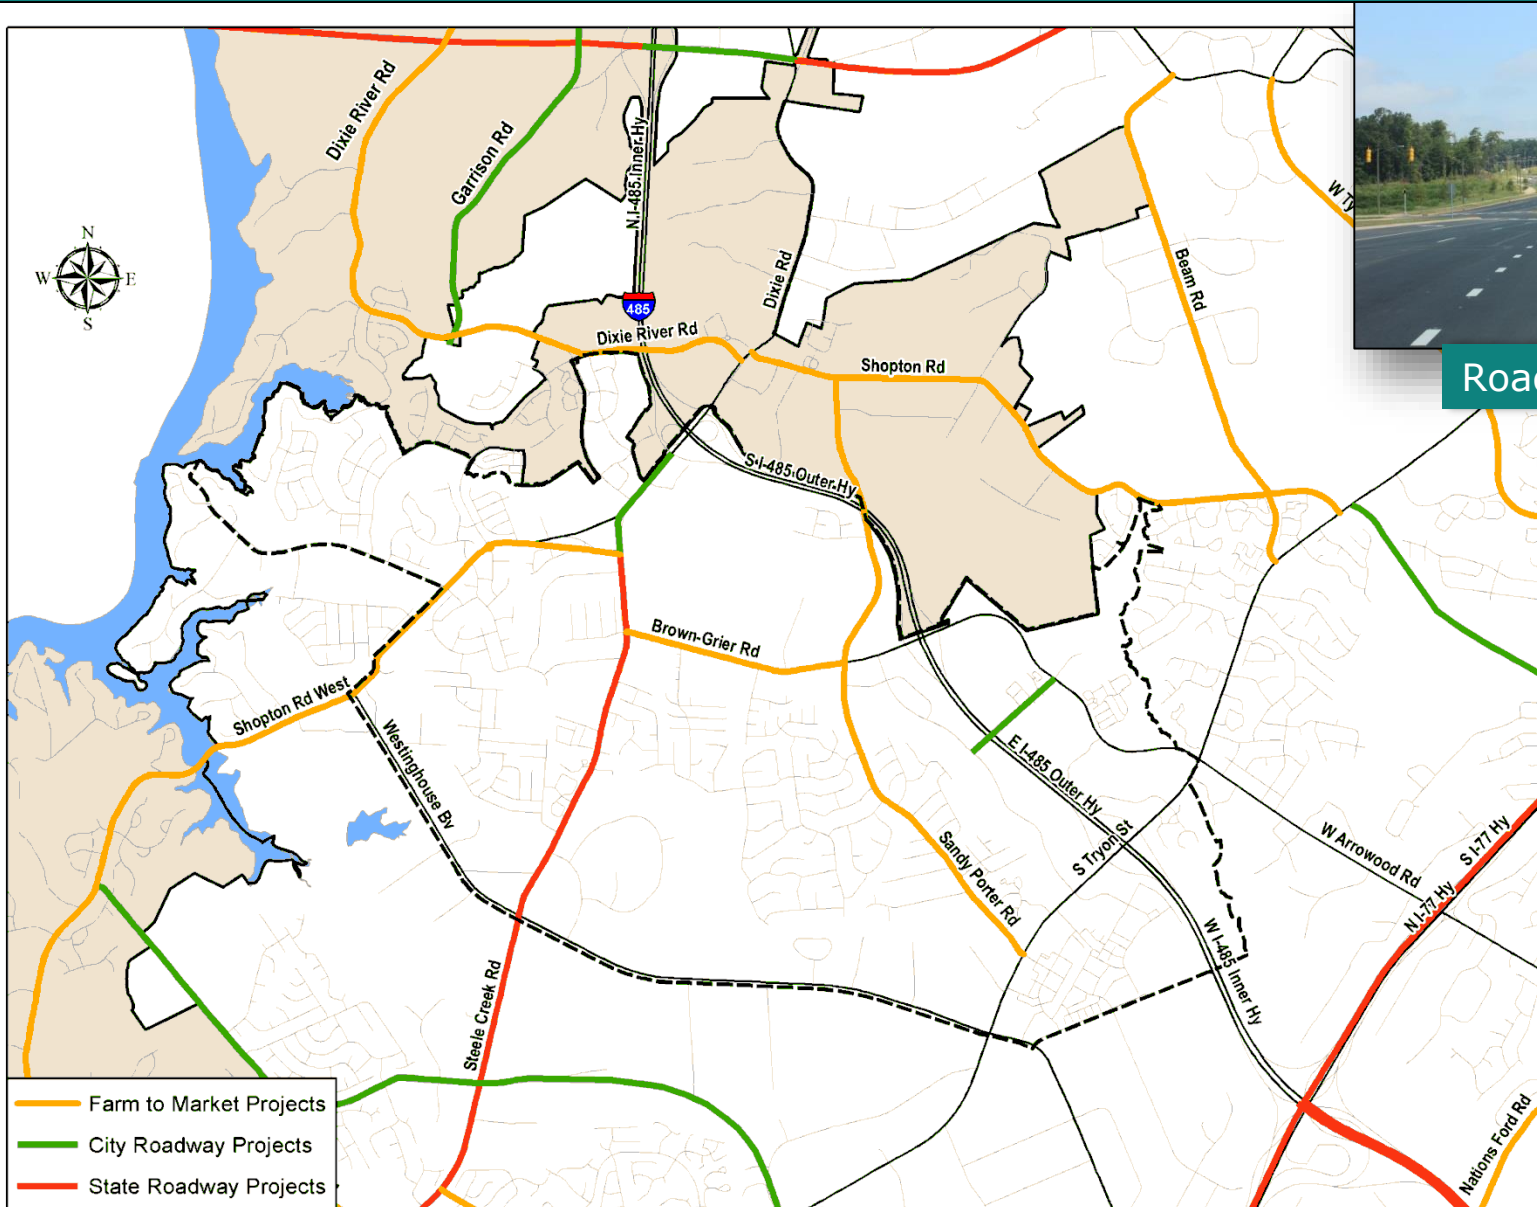 Dixie River Rd
Garrison Rd
N I-485 Inner Hy
W Ty
N
W E
S
Dixie Rd
Beam Rd
485
Dixie River Rd
Shopton Rd
Road
S I-485 Outer Hy
Brown-Grier Rd
Shopton Rd West
Westinghouse Bv
E I-485 Outer Hy
S Tryon St
W Arrowood Rd
S I-77 Hy
N I-77 Hy
Sandy Porter Rd
W I-485 Inner Hy
Steele Creek Rd
Nations Ford Rd
Farm to Market Projects
City Roadway Projects
State Roadway Projects